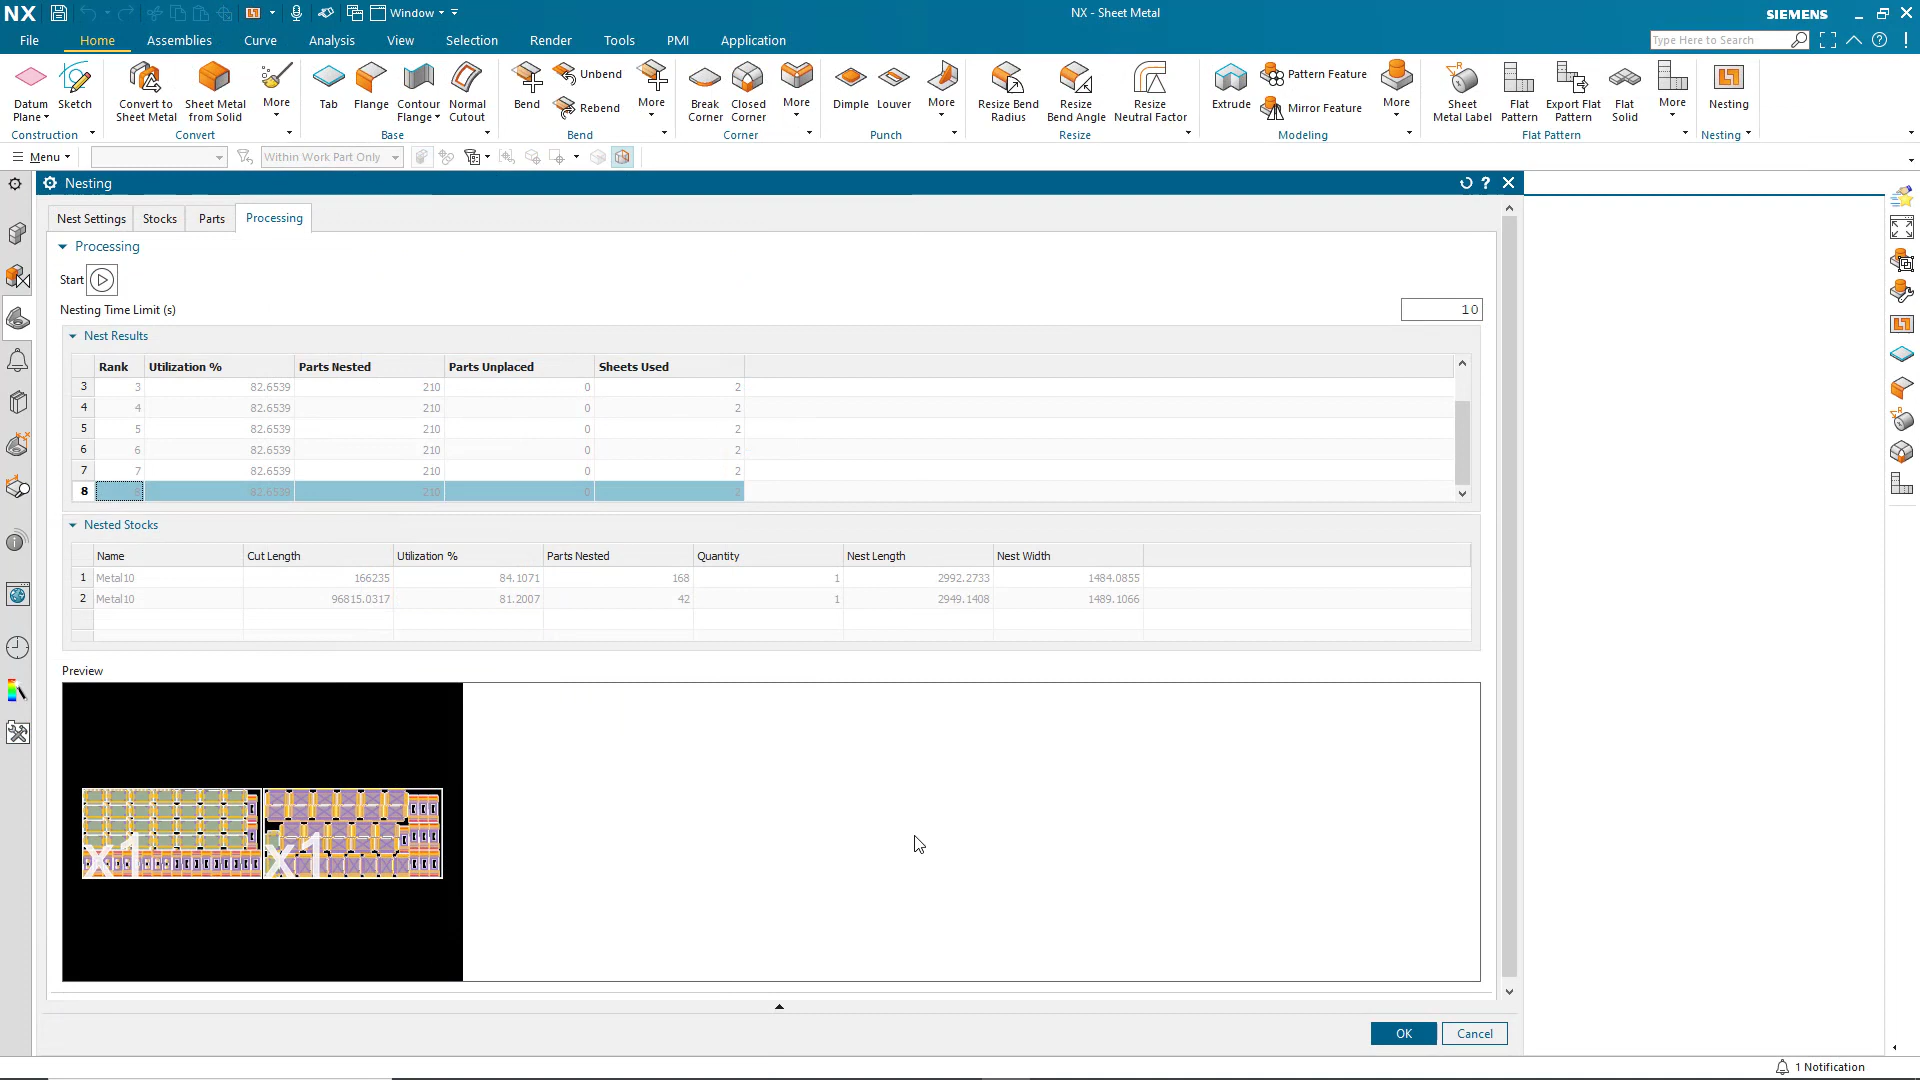 NX
Window
NX - Sheet Metal
SIEMENS
File
Home
Assemblies
Curve
Analysis
View
Selection
Render
Tools
PMI
Application
Type Here to Search
Datum Plane
Sketch
Convert to Sheet Metal
Sheet Metal from Solid
More
Tab
Flange
Contour Flange
Normal Cutout
Bend
Unbend
Rebend
More
Break Corner
Closed Corner
More
Dimple
Louver
More
Resize Bend Radius
Resize Bend Angle
Resize Neutral Factor
Extrude
Pattern Feature
Mirror Feature
More
Sheet Metal Label
Flat Pattern
Export Flat Pattern
Flat Solid
More
Nesting
Construction
Convert
Base
Bend
Corner
Punch
Resize
Modeling
Flat Pattern
Nesting
Menu
Within Work Part Only
Nesting
Nest Settings
Stocks
Parts
Processing
Processing
Start
Nesting Time Limit (s)
10
Nest Results
Rank Utilization % Parts Nested Parts Unplaced Sheets Used
3 3 82.6539 210 0 2
4 4 82.6539 210 0 2
5 5 82.6539 210 0 2
6 6 82.6539 210 0 2
7 7 82.6539 210 0 2
8 8 82.6539 210 0 2
Nested Stocks
Name Cut Length Utilization % Parts Nested Quantity Nest Length Nest Width
1 Metal10 166235 84.1071 168 1 2992.2733 1484.0855
2 Metal10 96815.0317 81.2007 42 1 2949.1408 1489.1066
Preview
x1
x1
OK
Cancel
1 Notification